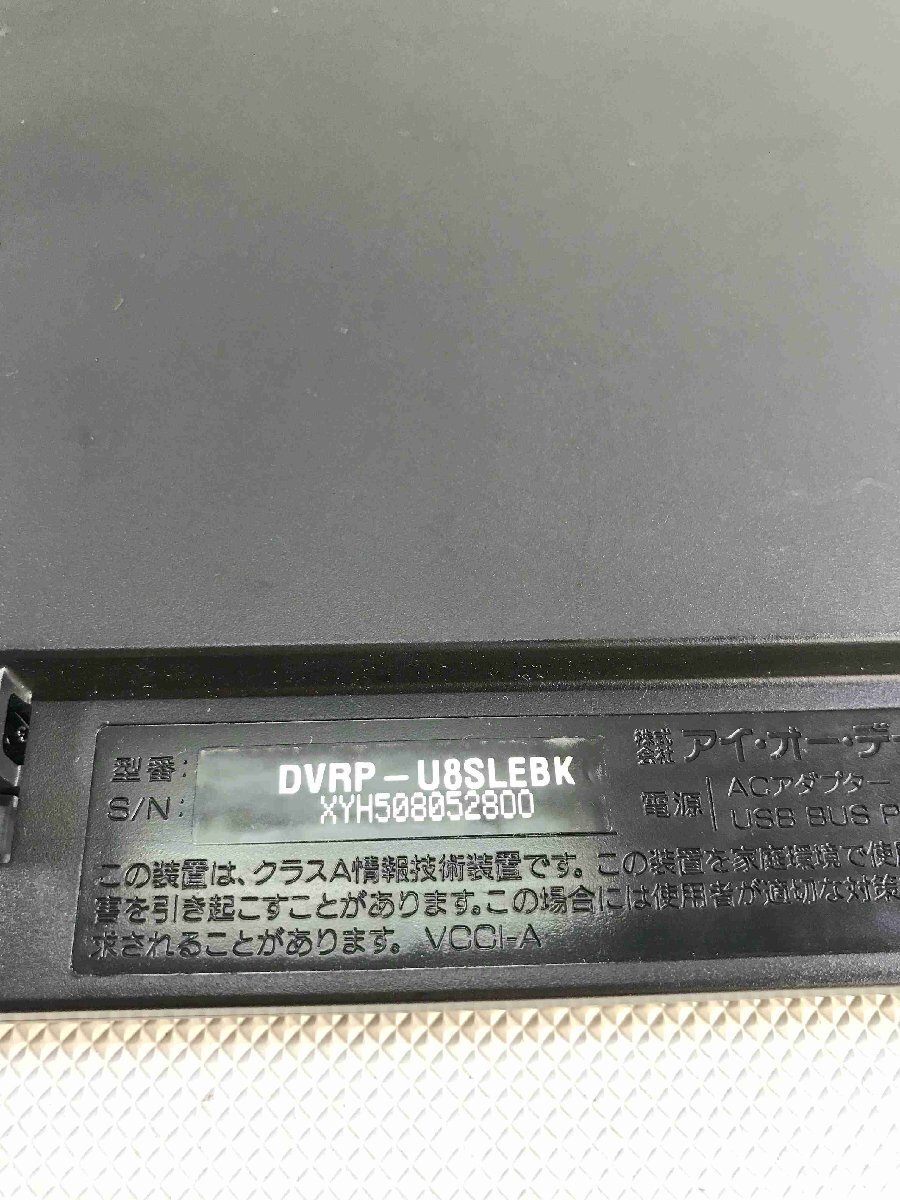 型番: DVRP-U8SLEBK
S/N: XYH50805280O
株式会社 アイ・オー・デー
電源 ACアダプター
USB BUS P
この装置は、クラスA情報技術装置です。この装置を家庭環境で使用
害を引き起こすことがあります。この場合には使用者が適切な対策
求されることがあります。 VCCI-A